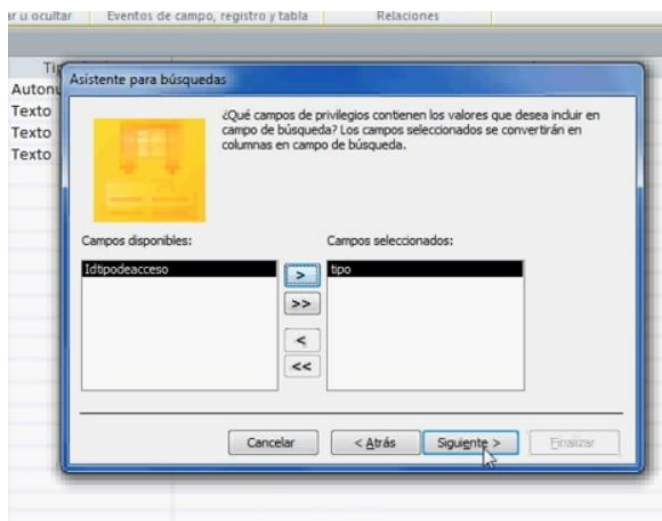 ar u ocultar Eventos de campo, registro y tabla Relaciones
Asistente para búsquedas
Texto
Texto
Texto
¿Qué campos de privilegios contienen los valores que desea incluir en
campo de búsqueda? Los campos seleccionados se convertirán en
columnas en campo de búsqueda.
Campos disponibles: Campos seleccionados:
Idtipodeacceso > tipo
>>
<
<<
Cancelar < Atrás Siguiente > Finalizar